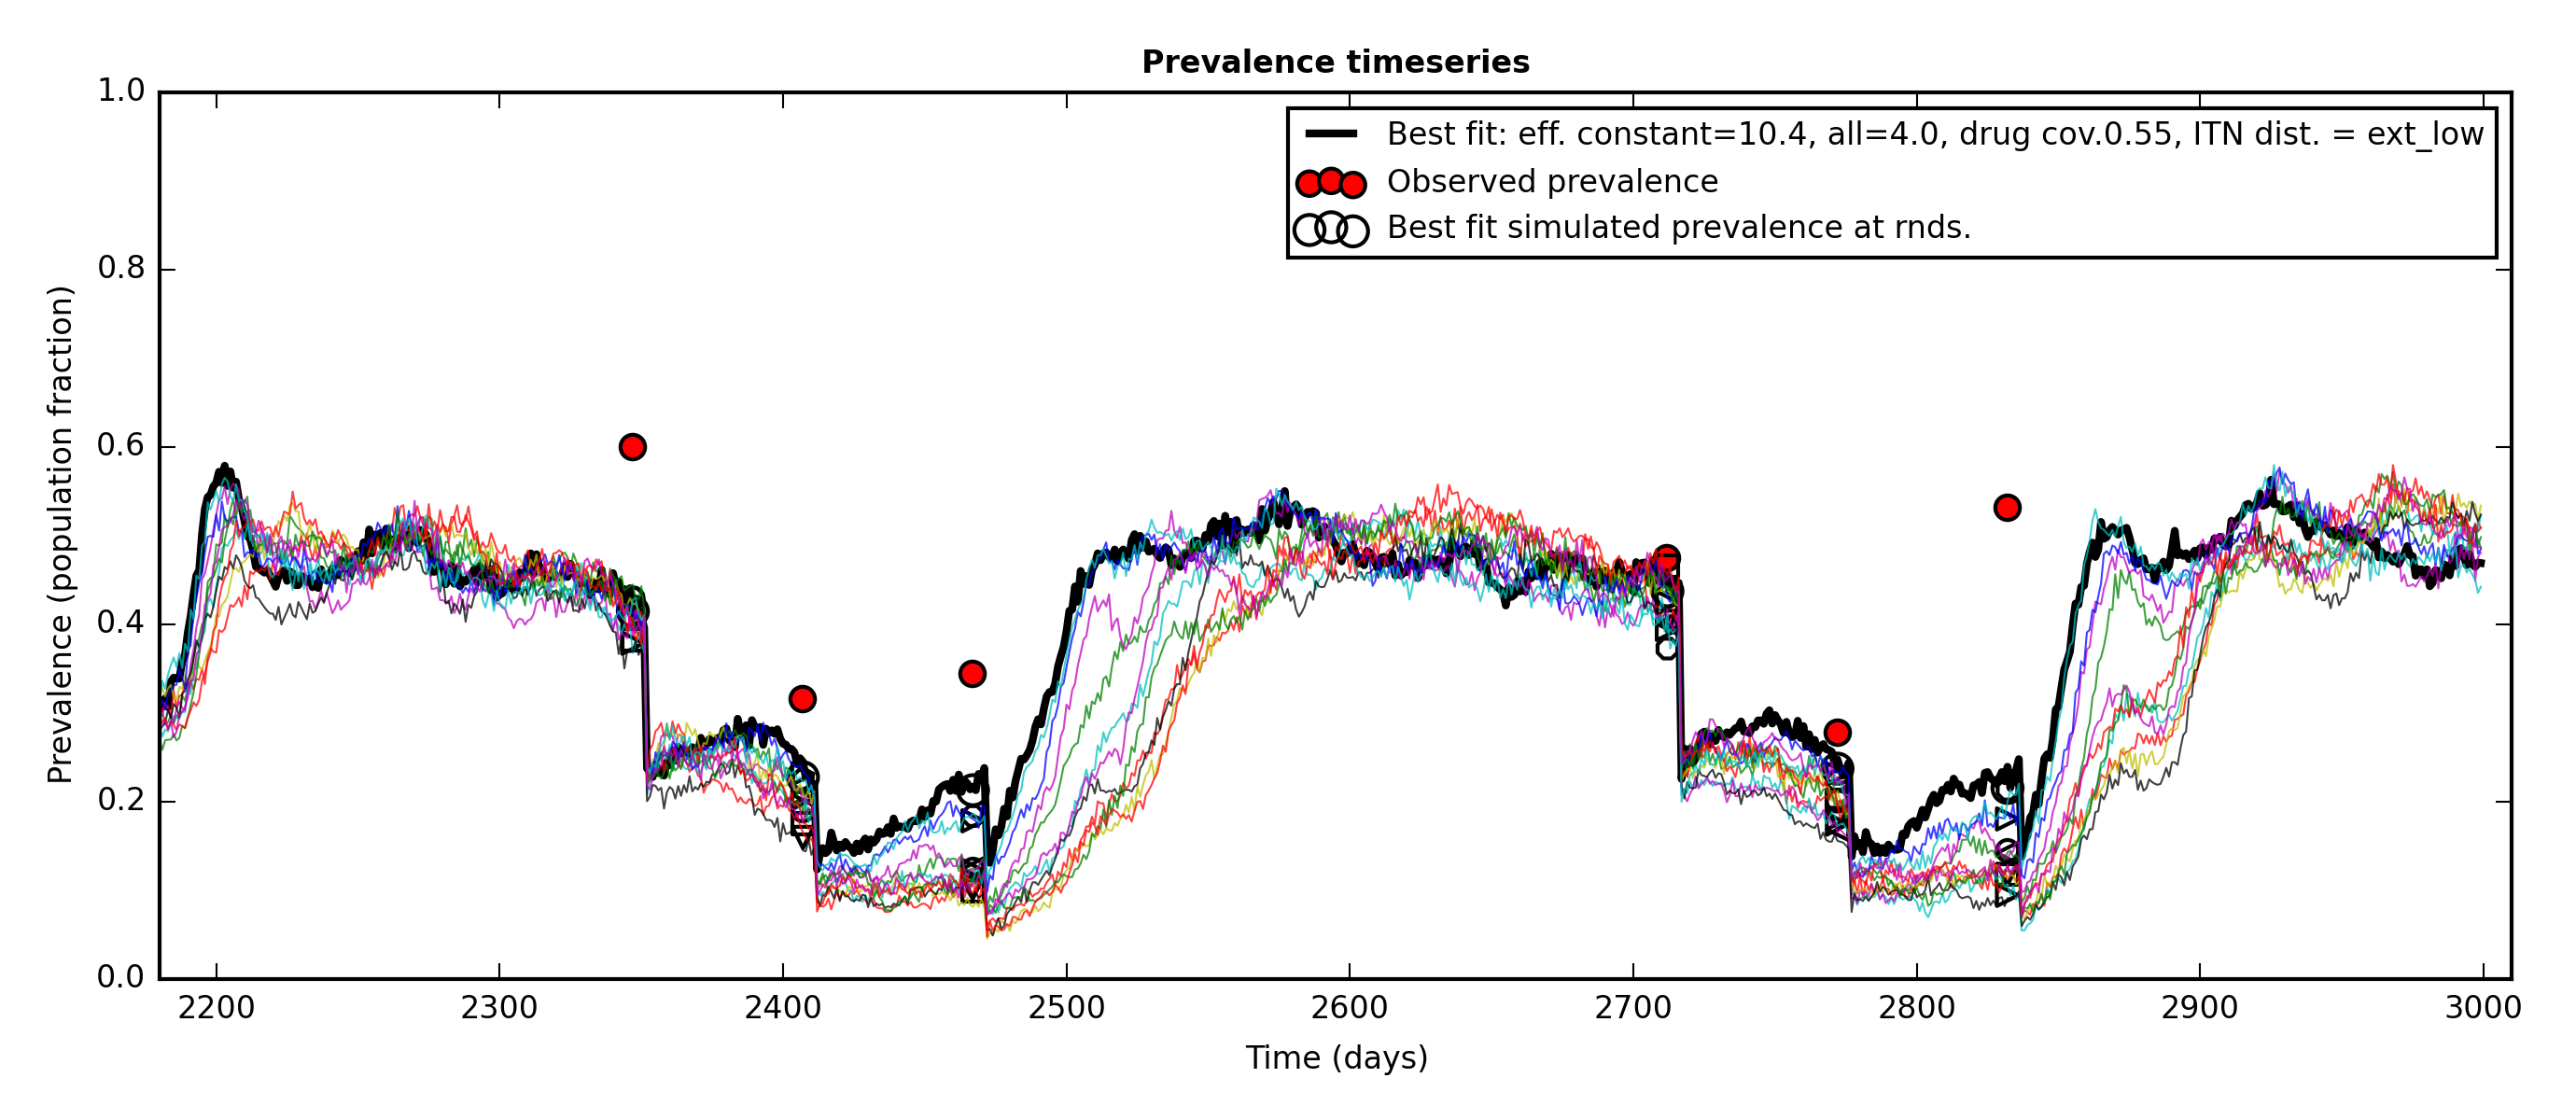 Prevalence timeseries
1.0
0.8
0.6
0.4
0.2
0.0
Prevalence (population fraction)
Best fit: eff. constant=10.4, all=4.0, drug cov.0.55, ITN dist. = ext_low
Observed prevalence
Best fit simulated prevalence at rnds.
2200 2300 2400 2500 2600 2700 2800 2900 3000
Time (days)